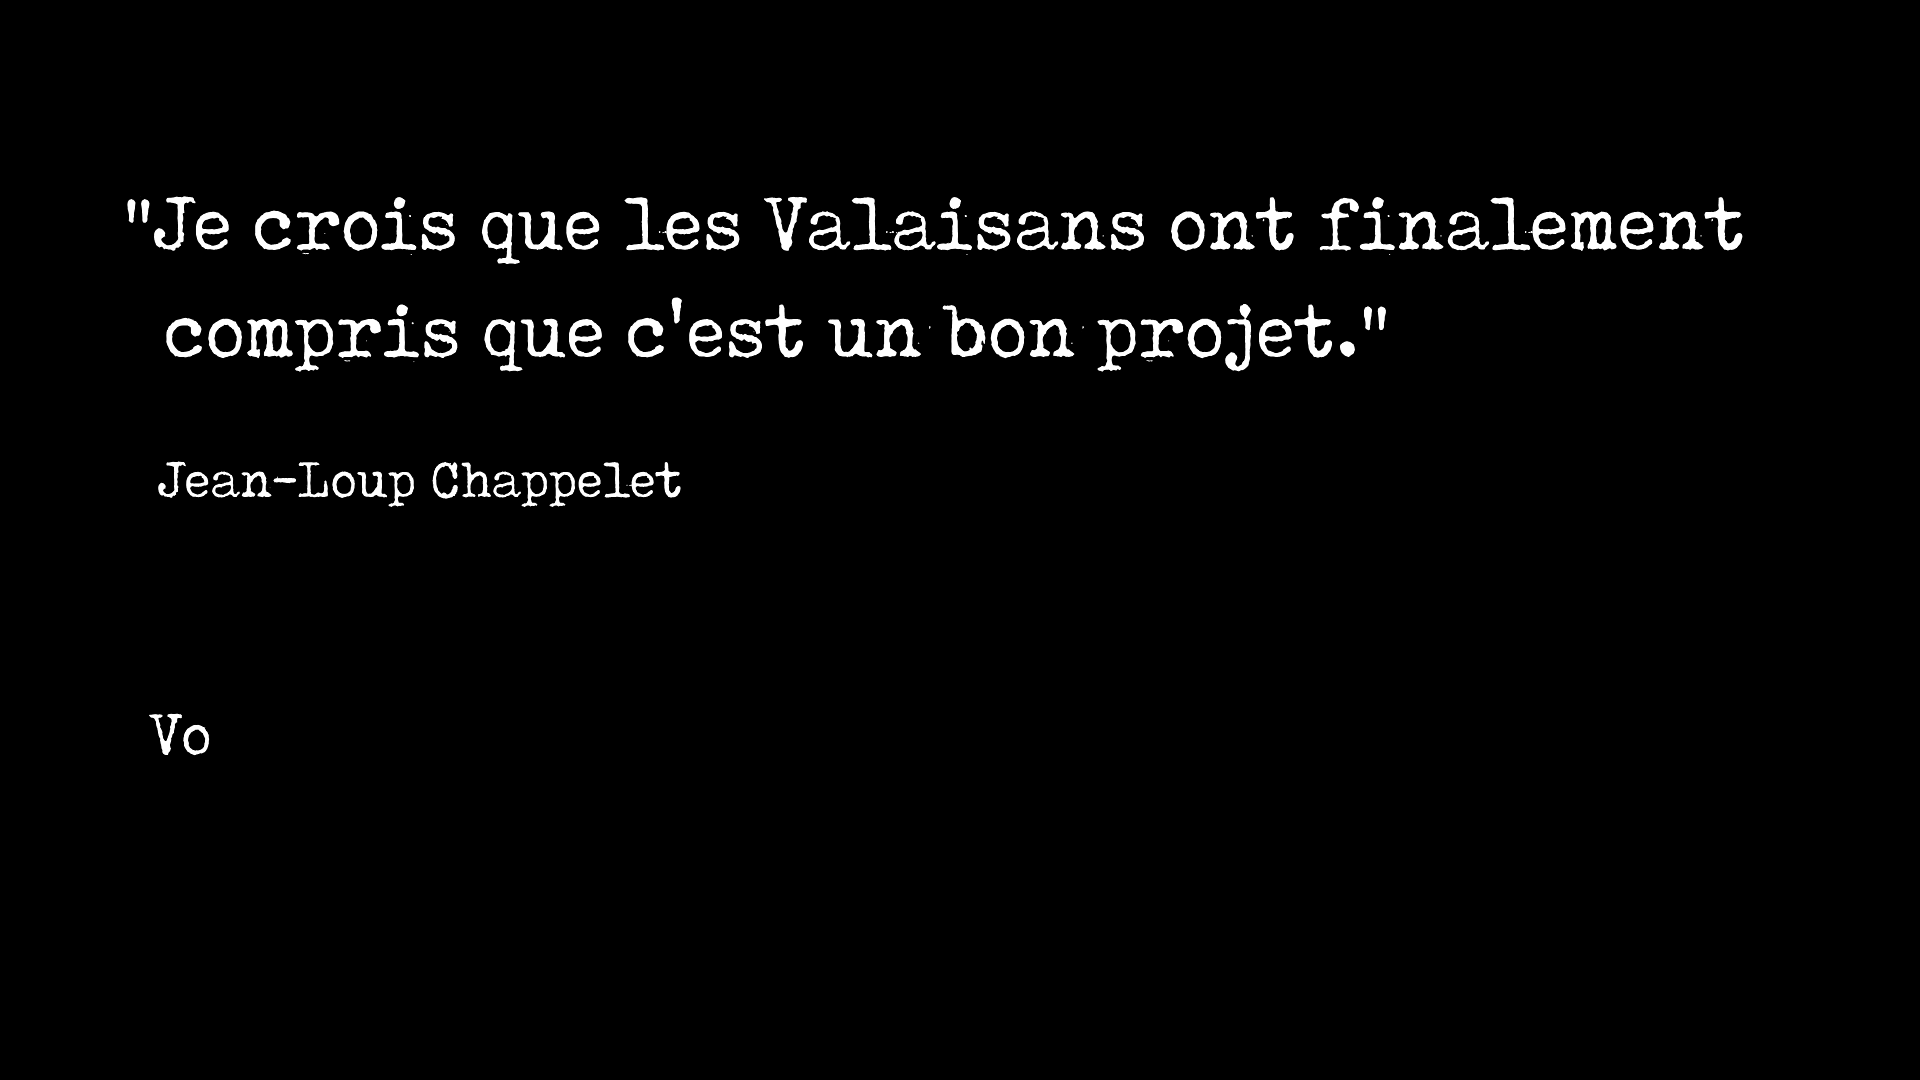 "Je crois que les Valaisans ont finalement
compris que c'est un bon projet."
Jean-Loup Chappelet
Vo